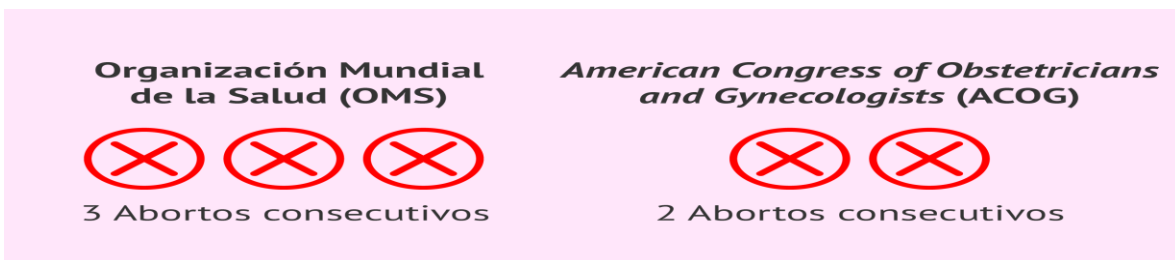 Organización Mundial
de la Salud (OMS)
3 Abortos consecutivos
American Congress of Obstetricians
and Gynecologists (ACOG)
2 Abortos consecutivos